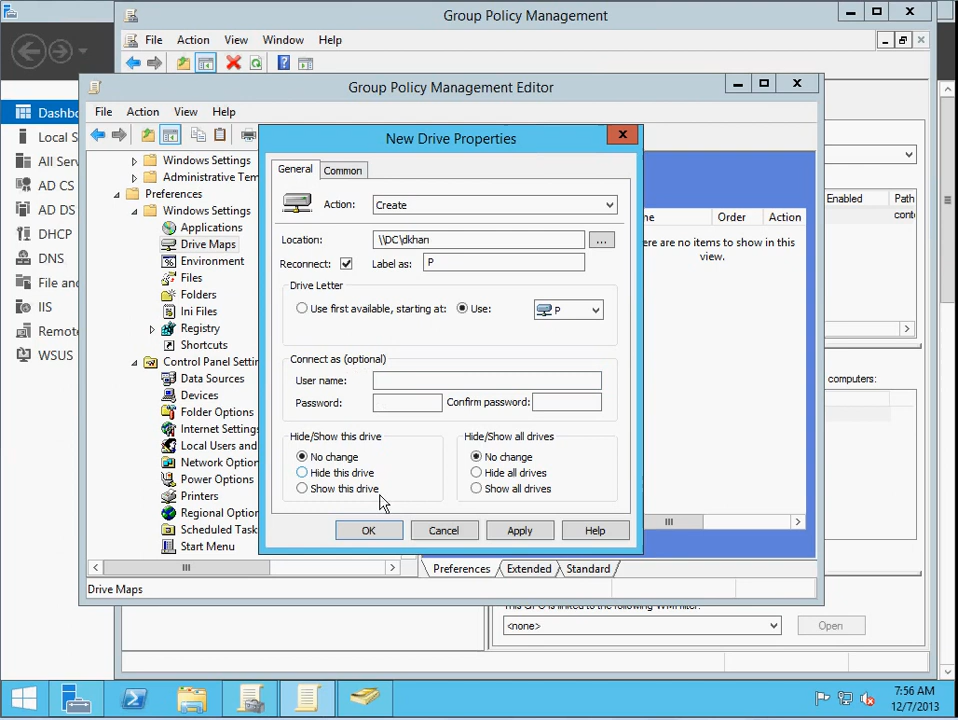 Group Policy Management
File Action View Window Help
Group Policy Management Editor
File Action View Help
New Drive Properties
General Common
Action: Create
Location: \\DC\dkhan ...
Reconnect: Label as: P
Drive Letter
Use first available, starting at: Use: P
Connect as (optional)
User name:
Password: Confirm password:
Hide/Show this drive Hide/Show all drives
No change No change
Hide this drive Hide all drives
Show this drive Show all drives
OK Cancel Apply Help
Dashbo
Local S
All Serv
AD CS
AD DS
DHCP
DNS
File and
IIS
Remote
WSUS
Windows Settings
Administrative Tem
Preferences
Windows Settings
Applications
Drive Maps
Environment
Files
Folders
Ini Files
Registry
Shortcuts
Control Panel Settin
Data Sources
Devices
Folder Options
Internet Settings
Local Users and
Network Option
Power Options
Printers
Regional Option
Scheduled Task
Start Menu
me Order Action
ere are no items to show in this
view.
Preferences Extended Standard
Drive Maps
Enabled Path
conto
computers:
This GPO is linked to the following WMI filter:
<none> Open
7:56 AM
12/7/2013